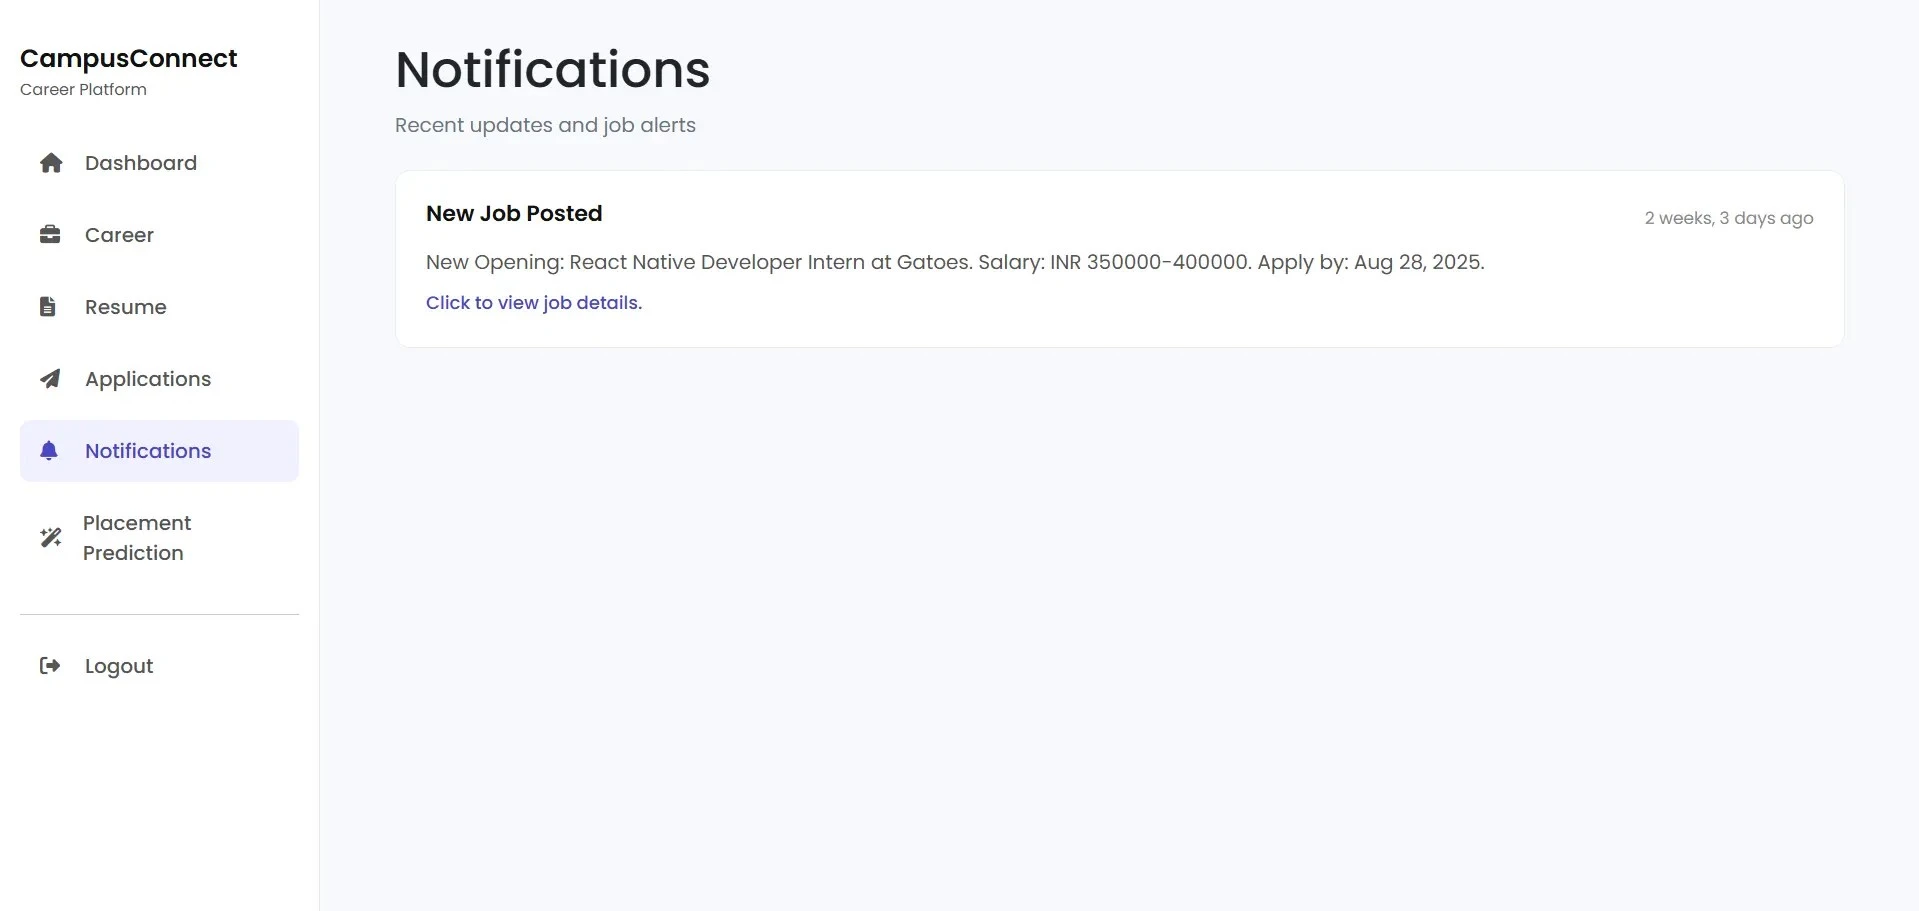 CampusConnect
Career Platform
Dashboard
Career
Resume
Applications
Notifications
Placement
Prediction
Logout
Notifications
Recent updates and job alerts
New Job Posted
2 weeks, 3 days ago
New Opening: React Native Developer Intern at Gatoes. Salary: INR 350000-400000. Apply by: Aug 28, 2025.
Click to view job details.